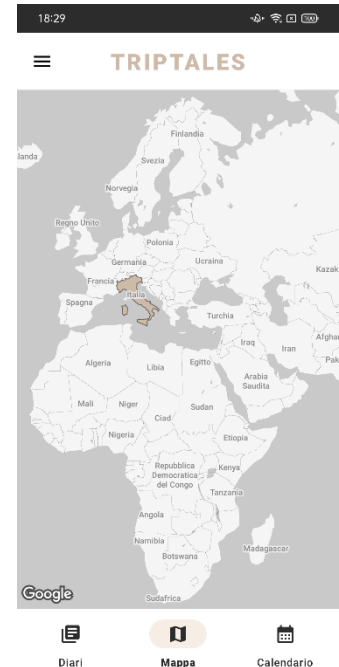 18:29
100
TRIPTALES
Finlandia
landa
Svezia
Norvegia
Regno Unito
Polonia
Germania
Ucraina
Kazak
Francia
Italia
Spagna
Turchia
Iraq
Iran
Afghan
Algeria
Libia
Egitto
Pak
Arabia
Saudita
Mali
Niger
Ciad
Sudan
Nigeria
Etiopia
Repubblica
Democratica
del Congo
Kenya
Tanzania
Angola
Namibia
Botswana
Madagascar
Google
Sudafrica
Diari
Mappa
Calendario